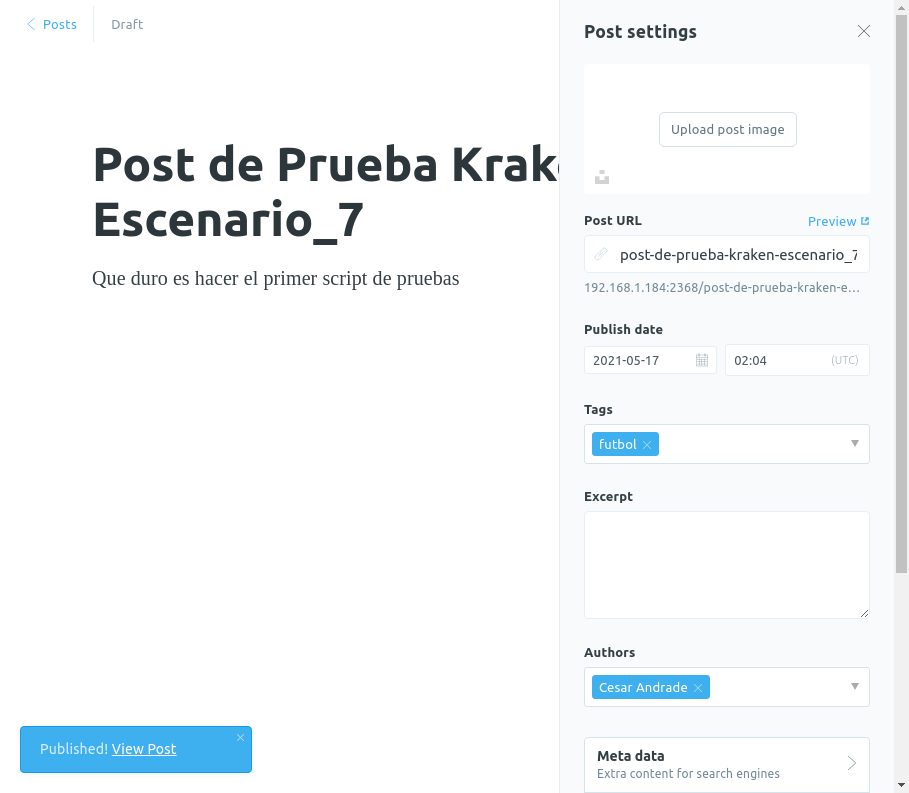 Posts
Draft
Post settings
Upload post image
Post de Prueba Krak
Escenario_7
Que duro es hacer el primer script de pruebas
Post URL
Preview
post-de-prueba-kraken-escenario_7
192.168.1.184:2368/post-de-prueba-kraken-e...
Publish date
2021-05-17
02:04
(UTC)
Tags
futbol
Excerpt
Authors
Cesar Andrade
Published! View Post
Meta data
Extra content for search engines